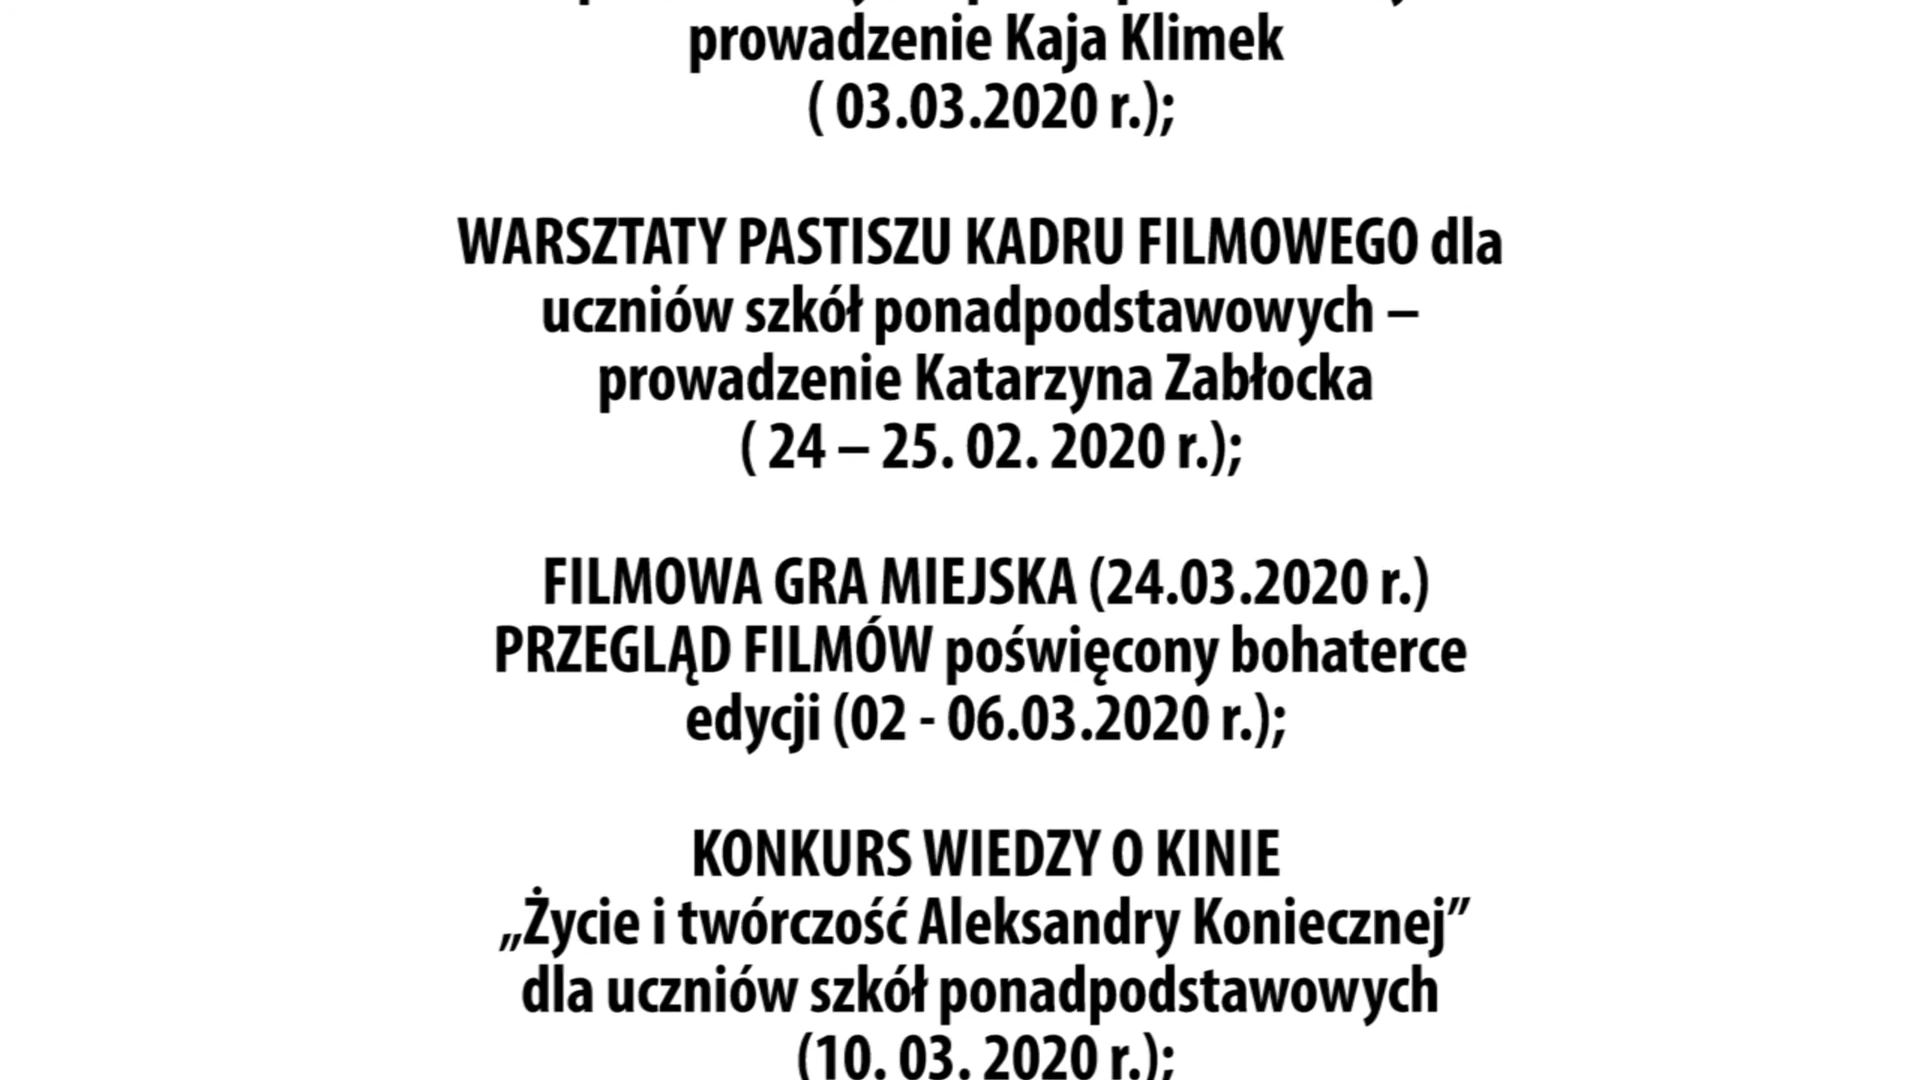 prowadzenie Kaja Klimek
( 03.03.2020 r.);
WARSZTATY PASTISZU KADRU FILMOWEGO dla
uczniów szkół ponadpodstawowych –
prowadzenie Katarzyna Zabłocka
( 24 – 25. 02. 2020 r.);
FILMOWA GRA MIEJSKA (24.03.2020 r.)
PRZEGLĄD FILMÓW poświęcony bohaterce
edycji (02 - 06.03.2020 r.);
KONKURS WIEDZY O KINIE
„Życie i twórczość Aleksandry Koniecznej”
dla uczniów szkół ponadpodstawowych
(10. 03. 2020 r.);